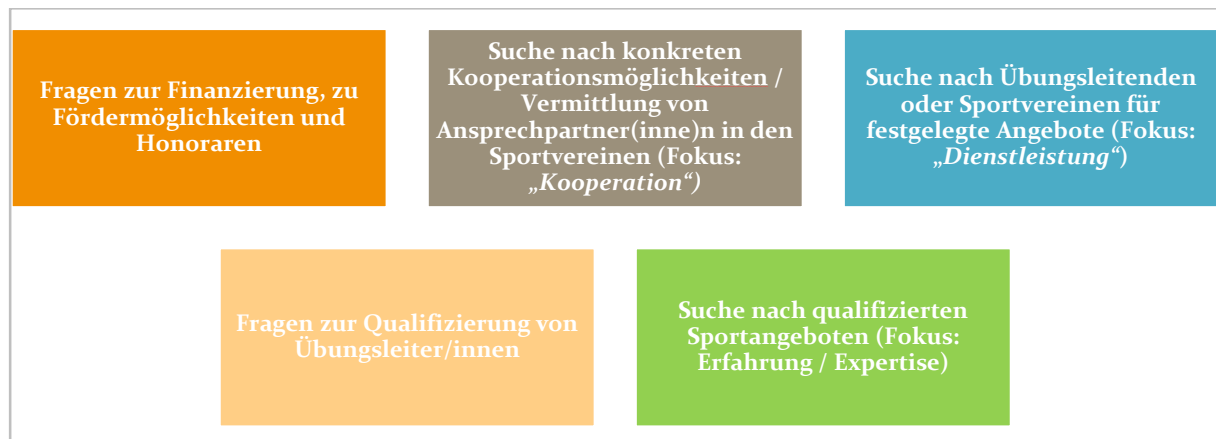 Fragen zur Finanzierung, zu
Fördermöglichkeiten und
Honoraren
Suche nach konkreten
Kooperationsmöglichkeiten /
Vermittlung von
Ansprechpartner(inne)n in den
Sportvereinen (Fokus:
„Kooperation“)
Suche nach Übungsleitenden
oder Sportvereinen für
festgelegte Angebote (Fokus:
„Dienstleistung“)
Fragen zur Qualifizierung von
Übungsleiter/innen
Suche nach qualifizierten
Sportangeboten (Fokus:
Erfahrung / Expertise)